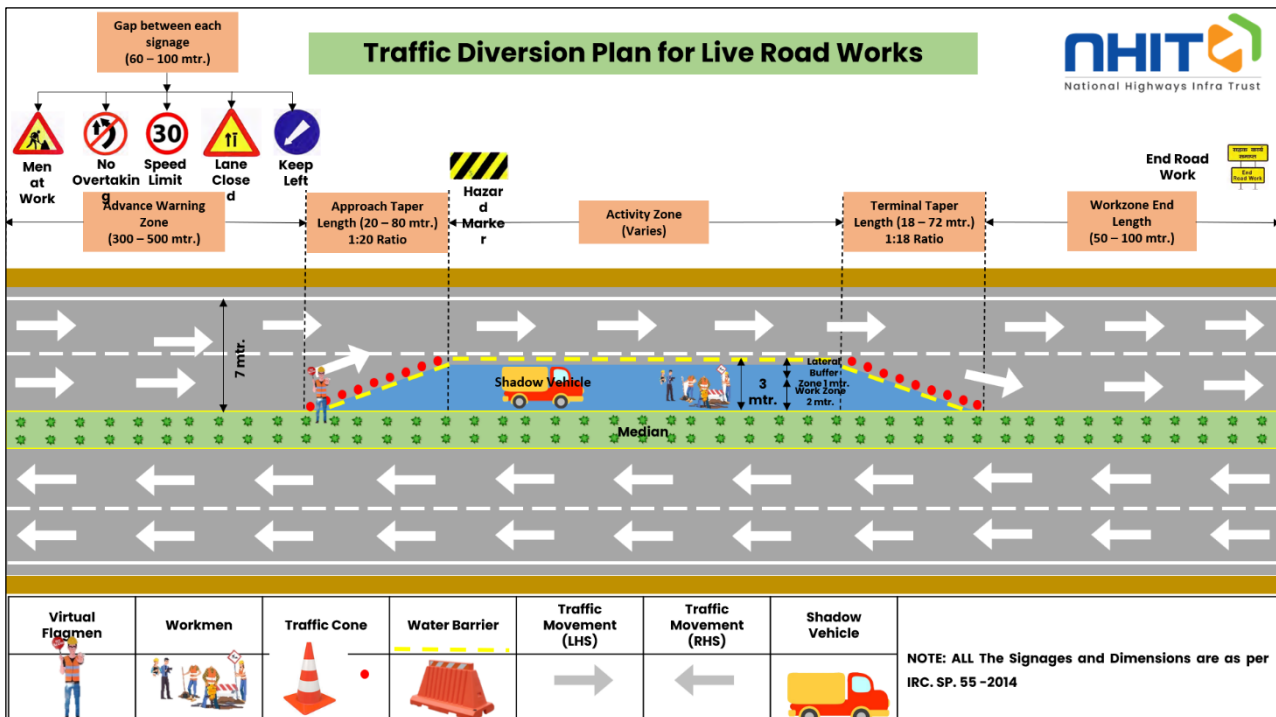 Gap between each
signage
(60 – 100 mtr.)
Traffic Diversion Plan for Live Road Works
NHIT
National Highways Infra Trust
30
Men
at
Work
No
Overtakin
g
Speed
Limit
Lane
Close
d
Keep
Left
Hazar
d
Marke
r
End Road
Work
सड़क कार्य
समाप्त
End
Road Work
Advance Warning
Zone
(300 – 500 mtr.)
Approach Taper
Length (20 – 80 mtr.)
1:20 Ratio
Activity Zone
(Varies)
Terminal Taper
Length (18 – 72 mtr.)
1:18 Ratio
Workzone End
Length
(50 – 100 mtr.)
7 mtr.
Shadow Vehicle
3
mtr.
Lateral
Buffer
Zone 1 mtr.
Work Zone
2 mtr.
Median
Virtual
Flagmen
Workmen
Traffic Cone
Water Barrier
Traffic
Movement
(LHS)
Traffic
Movement
(RHS)
Shadow
Vehicle
NOTE: ALL The Signages and Dimensions are as per
IRC. SP. 55 -2014